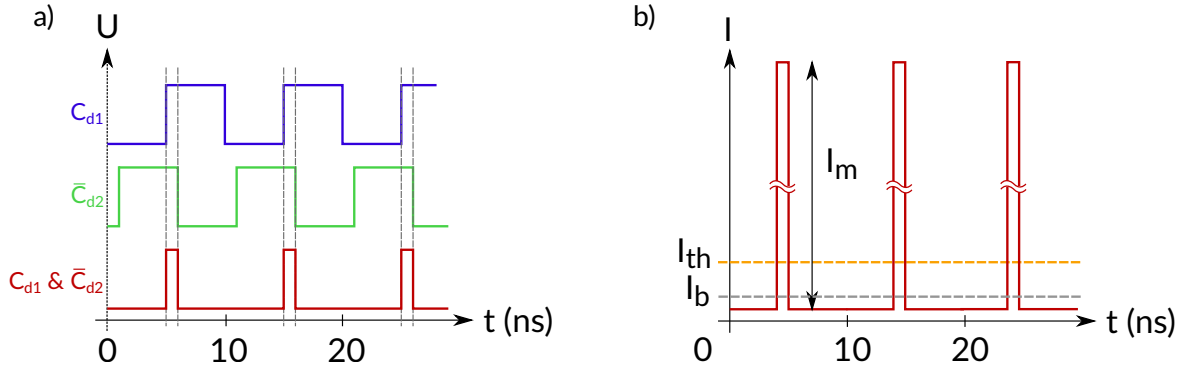 a)
U
C_d1
C̅_d2
C_d1 & C̅_d2
0
10
20
t (ns)
b)
I
I_m
I_th
I_b
0
10
20
t (ns)